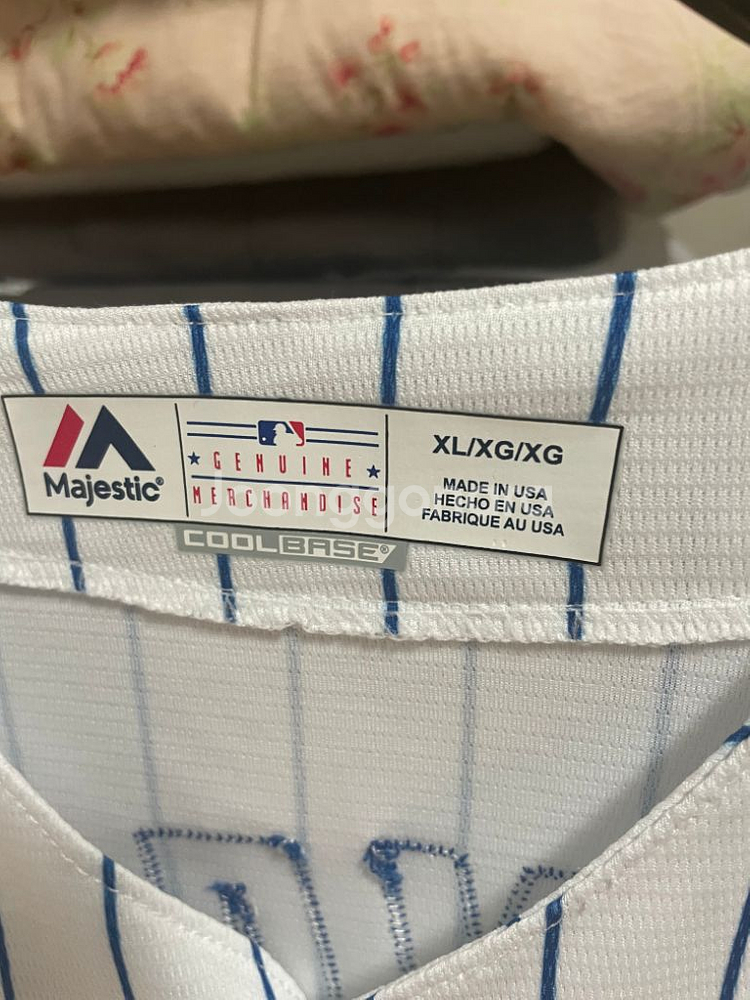 Majestic®
GENUINE
MERCHANDISE
COOLBASE®
XL/XG/XG
MADE IN USA
HECHO EN USA
FABRIQUE AU USA